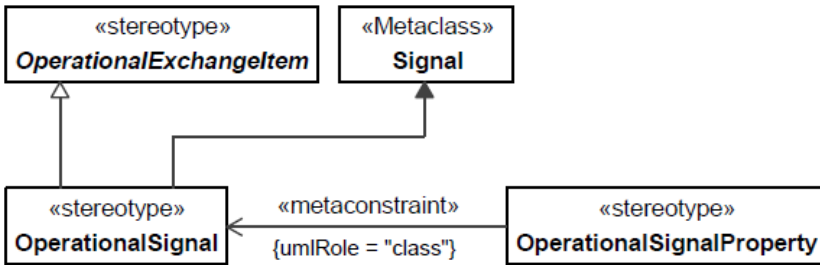 «stereotype»
OperationalExchangeItem
«Metaclass»
Signal
«stereotype»
OperationalSignal
«metaconstraint»
{umlRole = "class"}
«stereotype»
OperationalSignalProperty